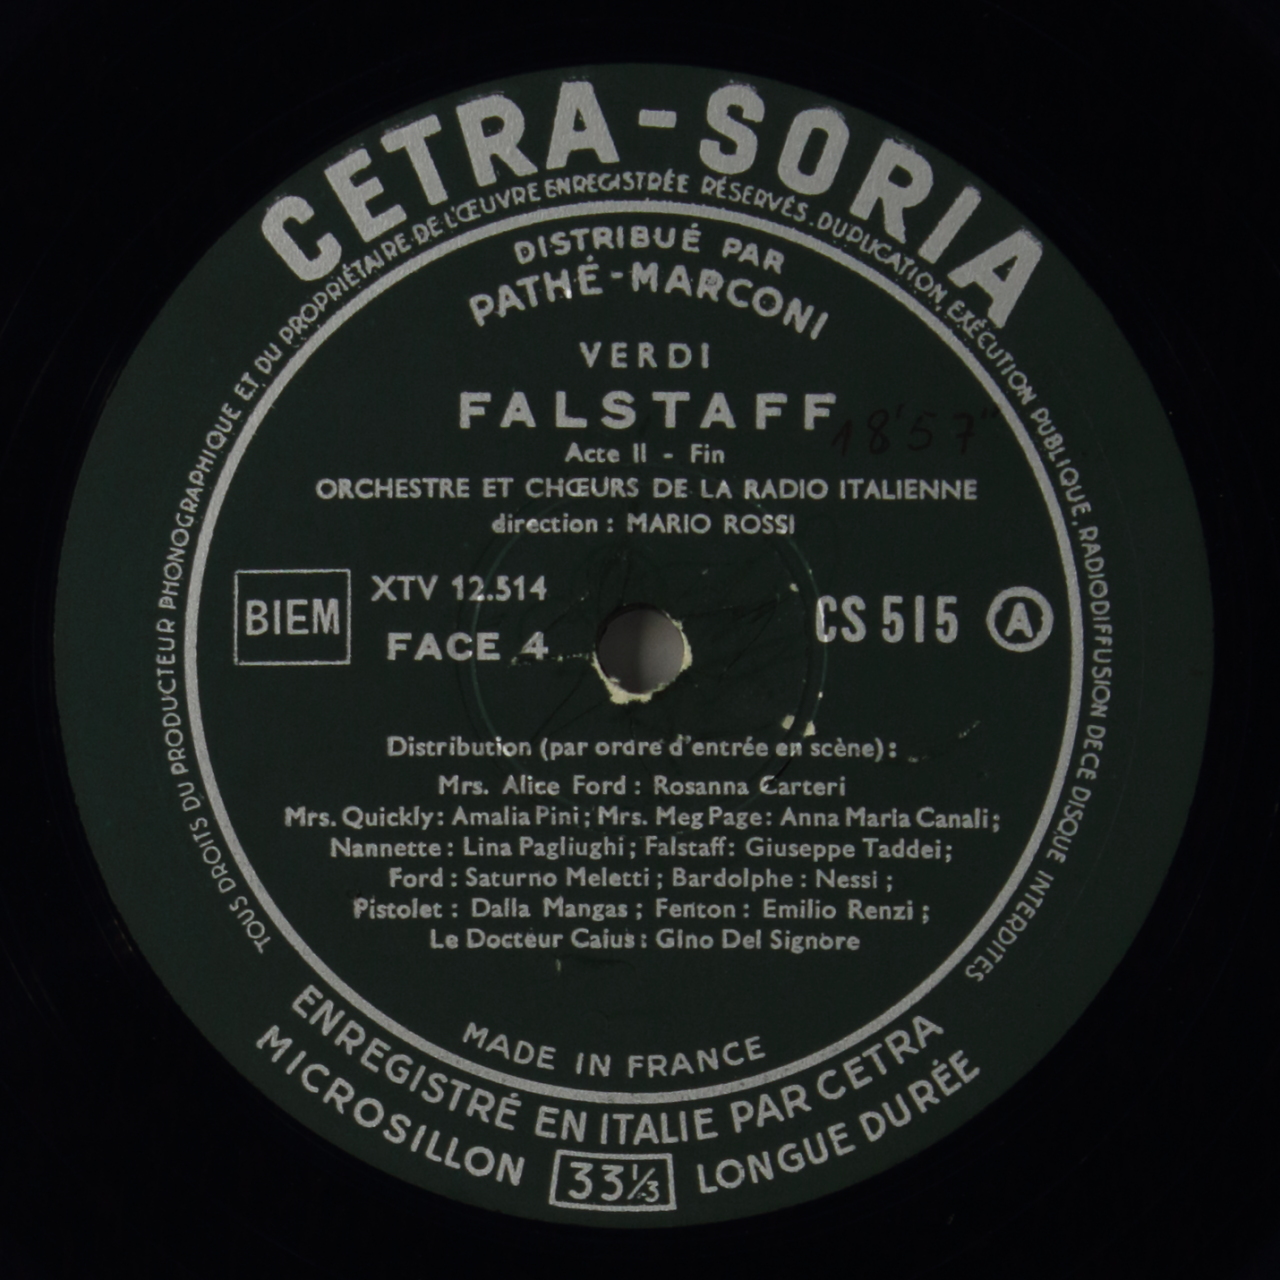 CETRA-SORIA
TOUS DROITS DU PRODUCTEUR PHONOGRAPHIQUE ET DU PROPRIÉTAIRE DE L'ŒUVRE ENREGISTRÉE RÉSERVÉS. DUPLICATION, EXÉCUTION PUBLIQUE, RADIODIFFUSION DE CE DISQUE INTERDITES
DISTRIBUÉ PAR
PATHÉ-MARCONI
VERDI
FALSTAFF
18'57"
Acte II - Fin
ORCHESTRE ET CHŒURS DE LA RADIO ITALIENNE
direction : MARIO ROSSI
BIEM
XTV 12.514
FACE 4
CS 515 A
Distribution (par ordre d'entrée en scène) :
Mrs. Alice Ford : Rosanna Carteri
Mrs. Quickly : Amalia Pini ; Mrs. Meg Page : Anna Maria Canali ;
Nannette : Lina Pagliughi ; Falstaff : Giuseppe Taddei ;
Ford : Saturno Meletti ; Bardolphe : Nessi ;
Pistolet : Dalla Mangas ; Fenton : Emilio Renzi ;
Le Docteur Caius : Gino Del Signore
MADE IN FRANCE
ENREGISTRÉ EN ITALIE PAR CETRA
MICROSILLON 33 1/3 LONGUE DURÉE